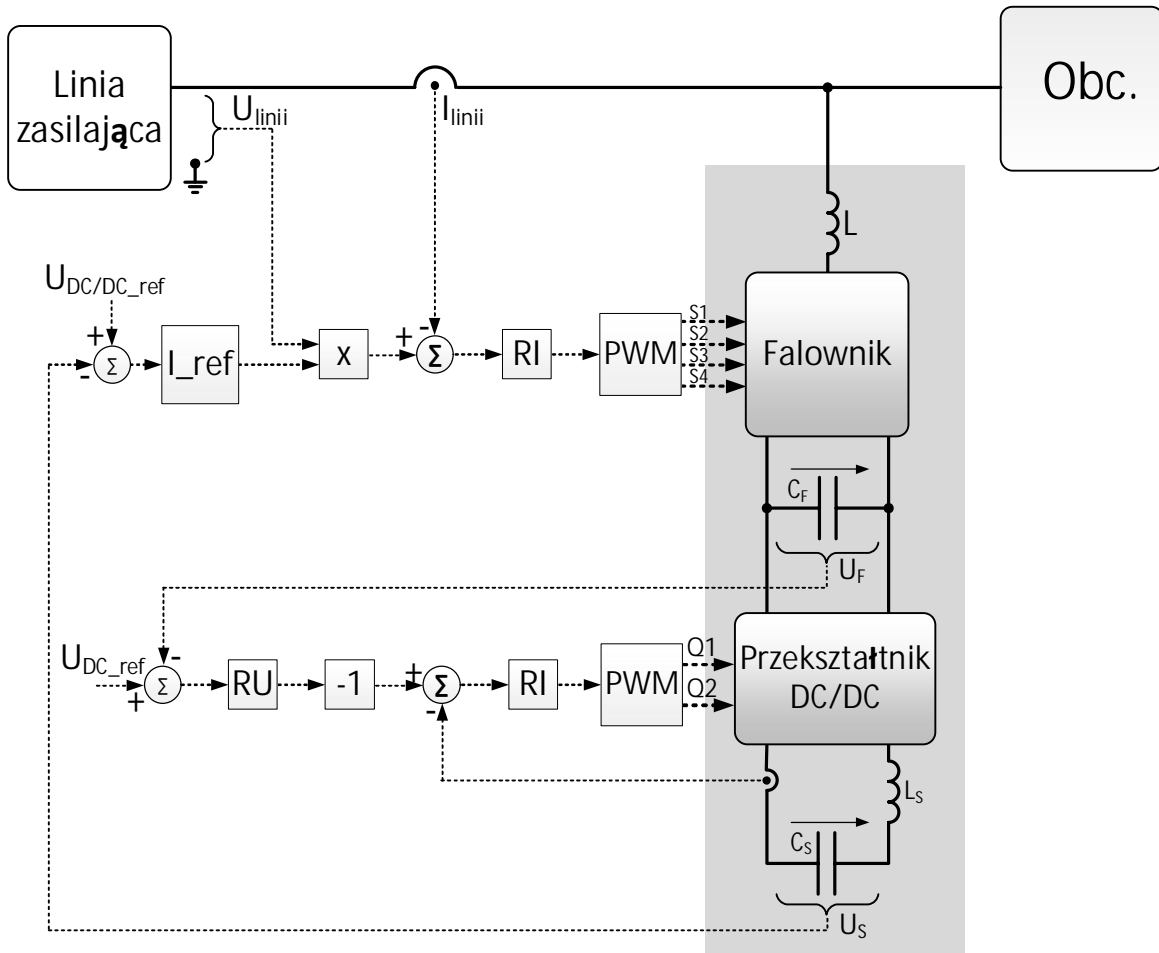 Linia
zasilająca
U_linii
I_linii
Obc.
L
U_DC/DC_ref
+
-
Σ
I_ref
x
+
-
Σ
RI
PWM
S1
S2
S3
S4
Falownik
C_F
U_F
U_DC_ref
-
+
Σ
RU
-1
+
-
Σ
RI
PWM
Q1
Q2
Przekształtnik
DC/DC
L_S
C_S
U_S